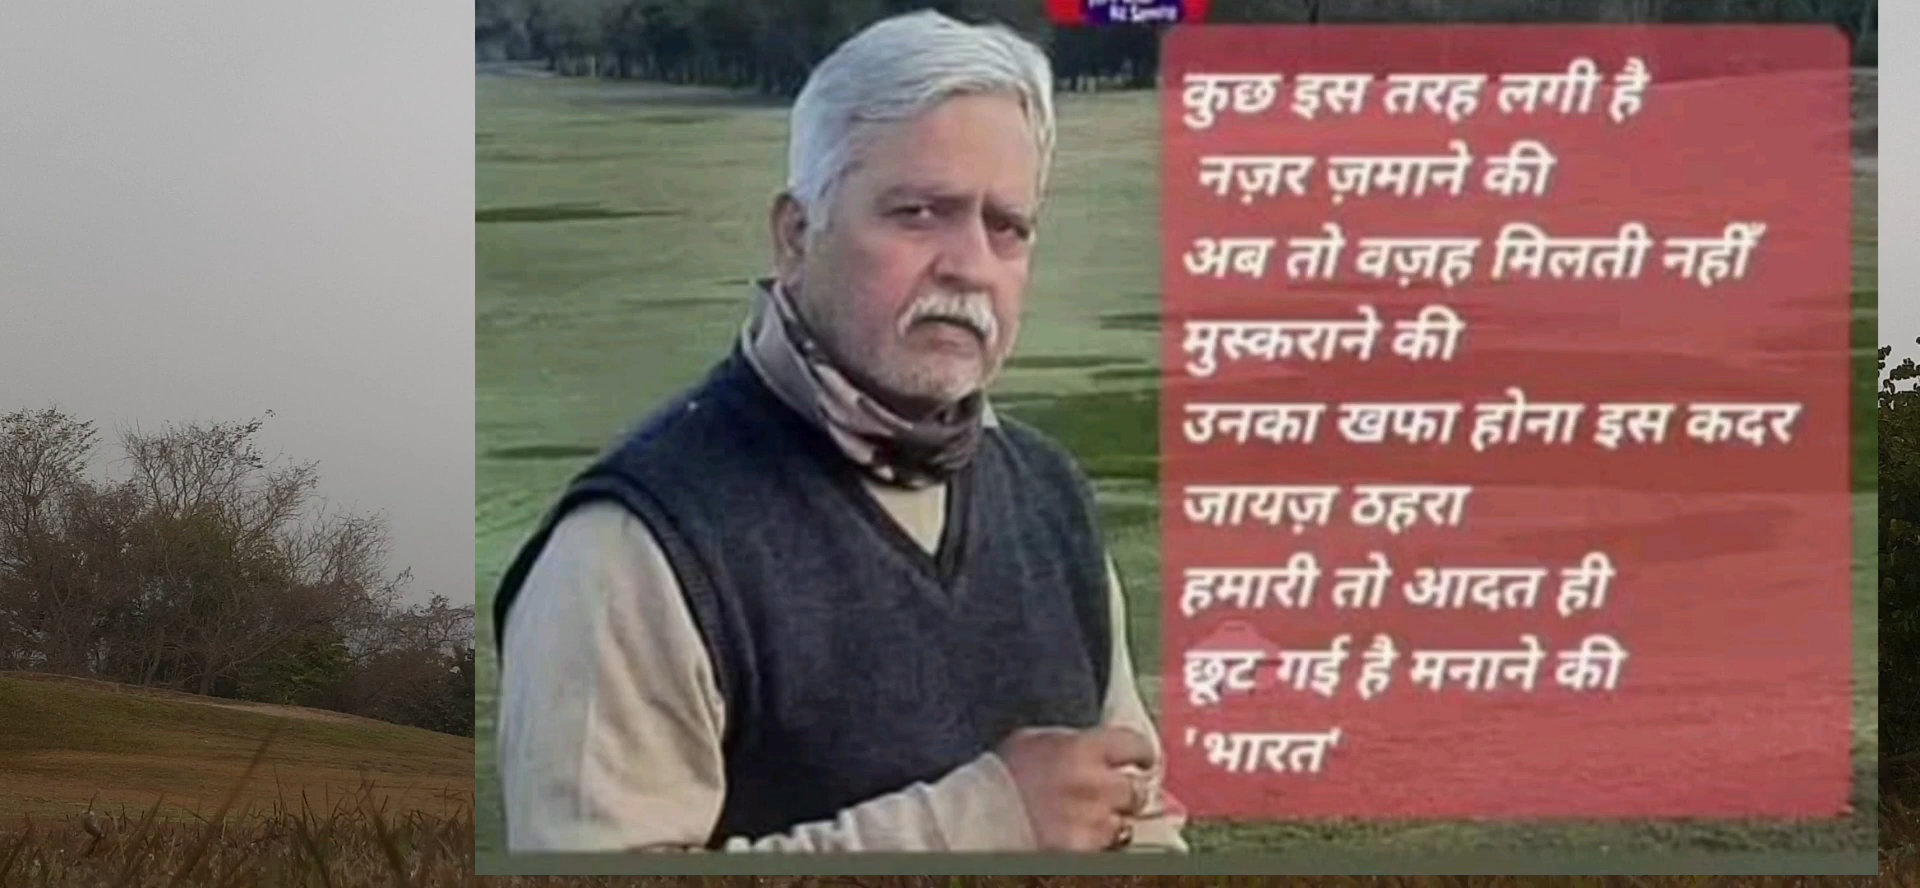 कुछ इस तरह लगी है
नज़र ज़माने की
अब तो वज़ह मिलती नहीँ
मुस्कराने की
उनका खफा होना इस कदर
जायज़ ठहरा
हमारी तो आदत ही
छूट गई है मनाने की
'भारत'